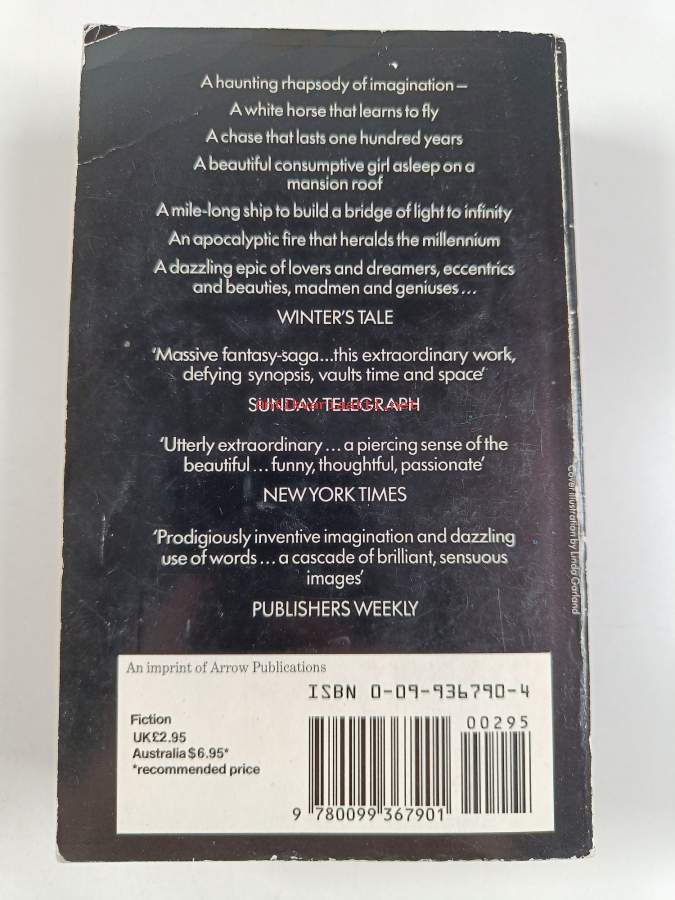 A haunting rhapsody of imagination –
A white horse that learns to fly
A chase that lasts one hundred years
A beautiful consumptive girl asleep on a
mansion roof
A mile-long ship to build a bridge of light to infinity
An apocalyptic fire that heralds the millennium
A dazzling epic of lovers and dreamers, eccentrics
and beauties, madmen and geniuses...
WINTER'S TALE
'Massive fantasy-saga...this extraordinary work,
defying synopsis, vaults time and space'
SUNDAY TELEGRAPH
'Utterly extraordinary...a piercing sense of the
beautiful...funny, thoughtful, passionate'
NEW YORK TIMES
'Prodigiously inventive imagination and dazzling
use of words...a cascade of brilliant, sensuous
images'
PUBLISHERS WEEKLY
Cover illustration by Linda Garland
An imprint of Arrow Publications
ISBN 0-09-936790-4
Fiction
UK £2.95
Australia $6.95*
*recommended price
00295
9 780099 367901